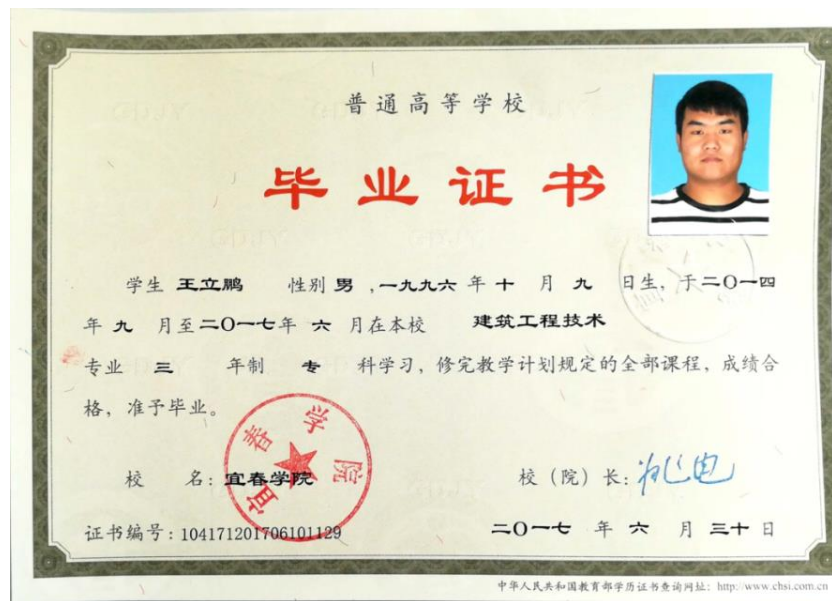 普通高等学校
毕业证书
学生 王立鹏 性别 男 ,一九九六 年 十 月 九 日生, 于二〇一四
年 九 月至二〇一七年 六 月在本校 建筑工程技术
专业 三 年制 专 科学习, 修完教学计划规定的全部课程, 成绩合
格, 准予毕业。
宜春学院
校 名: 宜春学院 校（院）长:
证书编号: 104171201706101129 二〇一七 年 六 月 三十 日
中华人民共和国教育部学历证书查询网址: http://www.chsi.com.cn